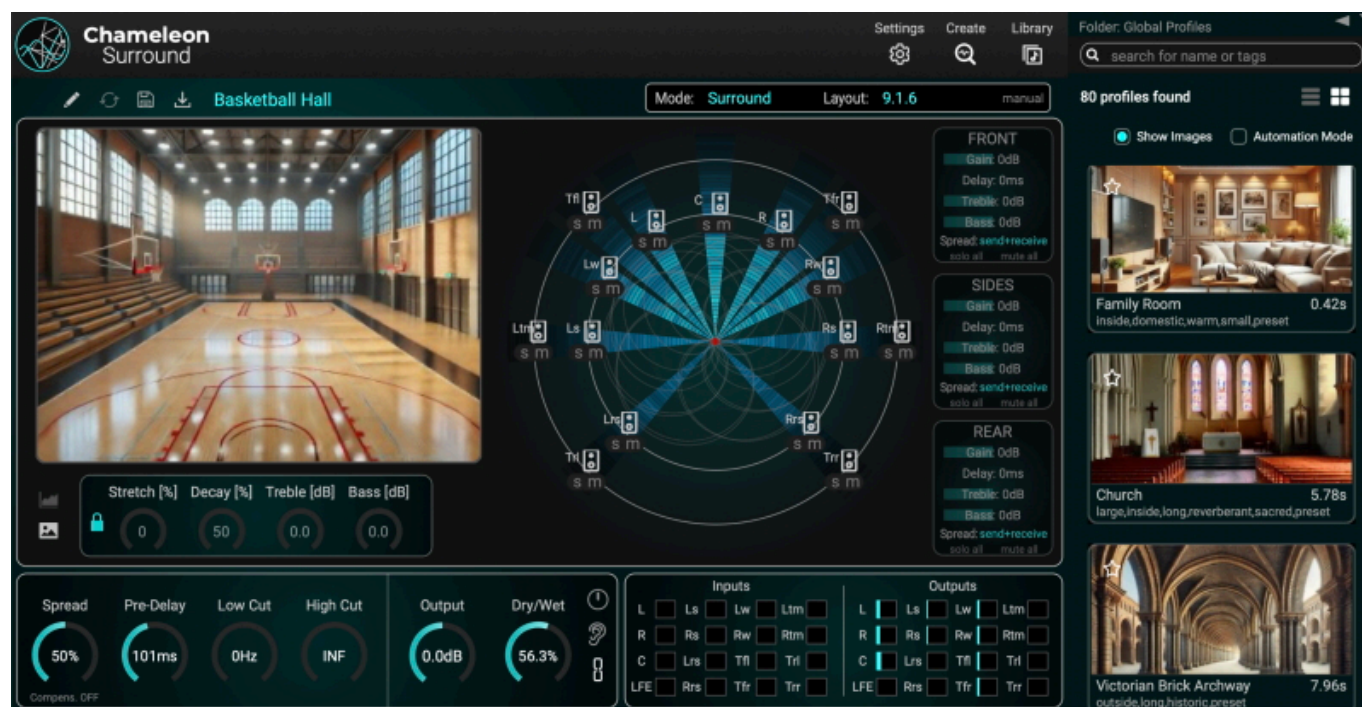 Chameleon
Surround
Settings Create Library
Basketball Hall
Mode: Surround Layout: 9.1.6 manual
Folder: Global Profiles
search for name or tags
80 profiles found
Show Images Automation Mode
Family Room 0.42s
inside,domestic,warm,small,preset
Church 5.78s
large,inside,long,reverberant,sacred,preset
Victorian Brick Archway 7.96s
outside,long,historic,preset
Tfl
s m
L
s m
C
s m
R
s m
Tfr
s m
Lw
s m
Rw
s m
Ltm
s m
Ls
s m
Rs
s m
Rtm
s m
Lrs
s m
Rrs
s m
Trl
s m
Trr
s m
FRONT
Gain: 0dB
Delay: 0ms
Treble: 0dB
Bass: 0dB
Spread: send+receive
solo all mute all
SIDES
Gain: 0dB
Delay: 0ms
Treble: 0dB
Bass: 0dB
Spread: send+receive
solo all mute all
REAR
Gain: 0dB
Delay: 0ms
Treble: 0dB
Bass: 0dB
Spread: send+receive
solo all mute all
Stretch [%] Decay [%] Treble [dB] Bass [dB]
0 50 0.0 0.0
Spread Pre-Delay Low Cut High Cut Output Dry/Wet
50% 101ms 0Hz INF 0.0dB 56.3%
Compens. OFF
Inputs
L Ls Lw Ltm
R Rs Rw Rtm
C Lrs Tfl Trl
LFE Rrs Tfr Trr
Outputs
L Ls Lw Ltm
R Rs Rw Rtm
C Lrs Tfl Trl
LFE Rrs Tfr Trr